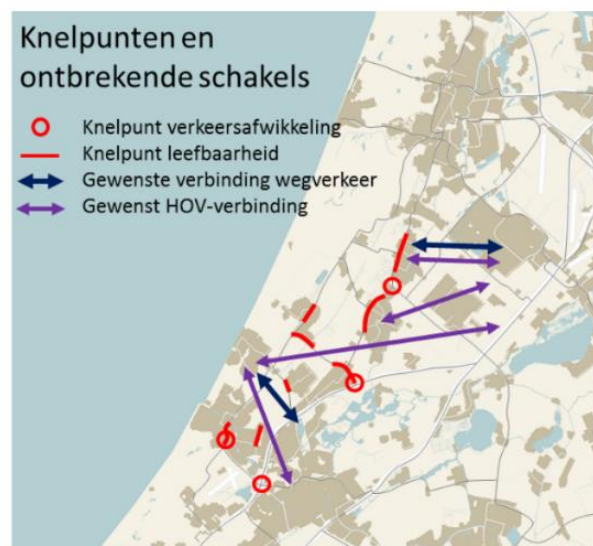 Knelpunten en
ontbrekende schakels
Knelpunt verkeersafwikkeling
Knelpunt leefbaarheid
Gewenste verbinding wegverkeer
Gewenst HOV-verbinding